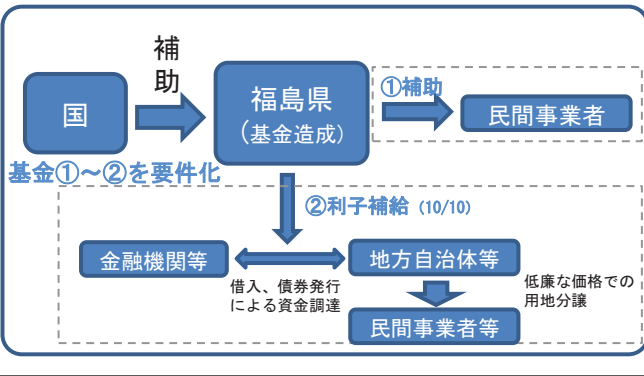 補
助
国
福島県
（基金造成）
①補助
民間事業者
基金①～②を要件化
②利子補給（10/10）
金融機関等
地方自治体等
借入、債券発行
による資金調達
低廉な価格での
用地分譲
民間事業者等